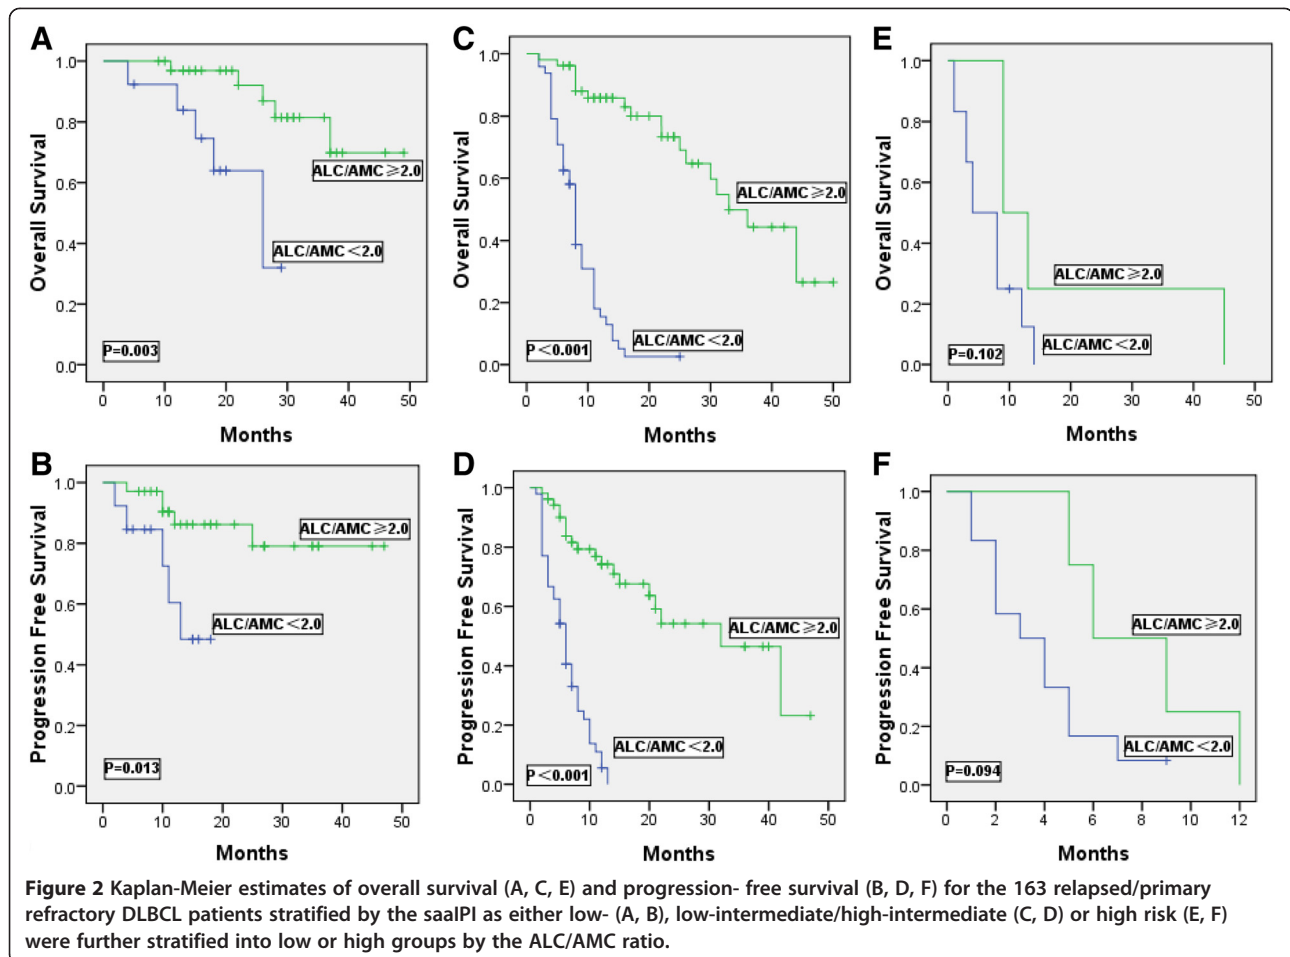 A
1.0
0.8
0.6
0.4
0.2
0.0
Overall Survival
ALC/AMC≥2.0
ALC/AMC<2.0
P=0.003
0 10 20 30 40 50
Months
C
1.0
0.8
0.6
0.4
0.2
0.0
Overall Survival
ALC/AMC≥2.0
ALC/AMC<2.0
P<0.001
0 10 20 30 40 50
Months
E
1.0
0.8
0.6
0.4
0.2
0.0
Overall Survival
ALC/AMC≥2.0
ALC/AMC<2.0
P=0.102
0 10 20 30 40 50
Months
B
1.0
0.8
0.6
0.4
0.2
0.0
Progression Free Survival
ALC/AMC≥2.0
ALC/AMC<2.0
P=0.013
0 10 20 30 40 50
Months
D
1.0
0.8
0.6
0.4
0.2
0.0
Progression Free Survival
ALC/AMC≥2.0
ALC/AMC<2.0
P<0.001
0 10 20 30 40 50
Months
F
1.0
0.8
0.6
0.4
0.2
0.0
Progression Free Survival
ALC/AMC≥2.0
ALC/AMC<2.0
P=0.094
0 2 4 6 8 10 12
Months
Figure 2 Kaplan-Meier estimates of overall survival (A, C, E) and progression- free survival (B, D, F) for the 163 relapsed/primary
refractory DLBCL patients stratified by the saaIPI as either low- (A, B), low-intermediate/high-intermediate (C, D) or high risk (E, F)
were further stratified into low or high groups by the ALC/AMC ratio.